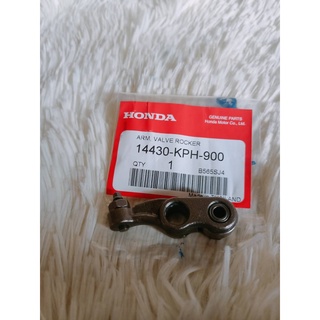 HONDA
GENUINE PARTS
Honda Motor Co., Ltd.
ARM, VALVE ROCKER
14430-KPH-900
QTY 1
B565SJ4